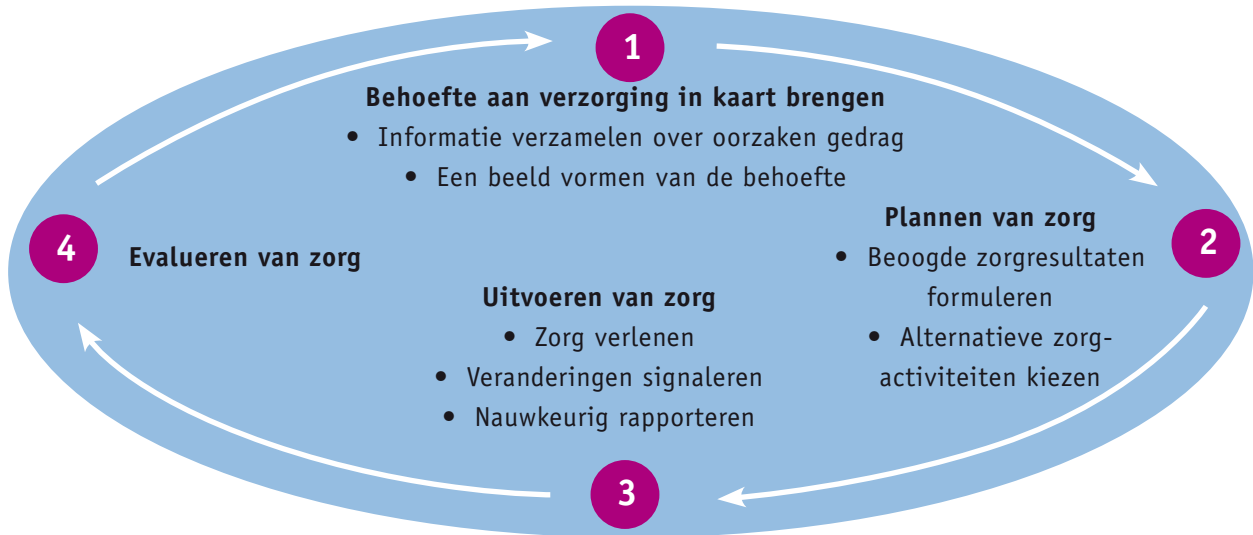 1
Behoefte aan verzorging in kaart brengen
• Informatie verzamelen over oorzaken gedrag
• Een beeld vormen van de behoefte
2
Plannen van zorg
• Beoogde zorgresultaten
formuleren
• Alternatieve zorg-
activiteiten kiezen
3
Uitvoeren van zorg
• Zorg verlenen
• Veranderingen signaleren
• Nauwkeurig rapporteren
4
Evalueren van zorg